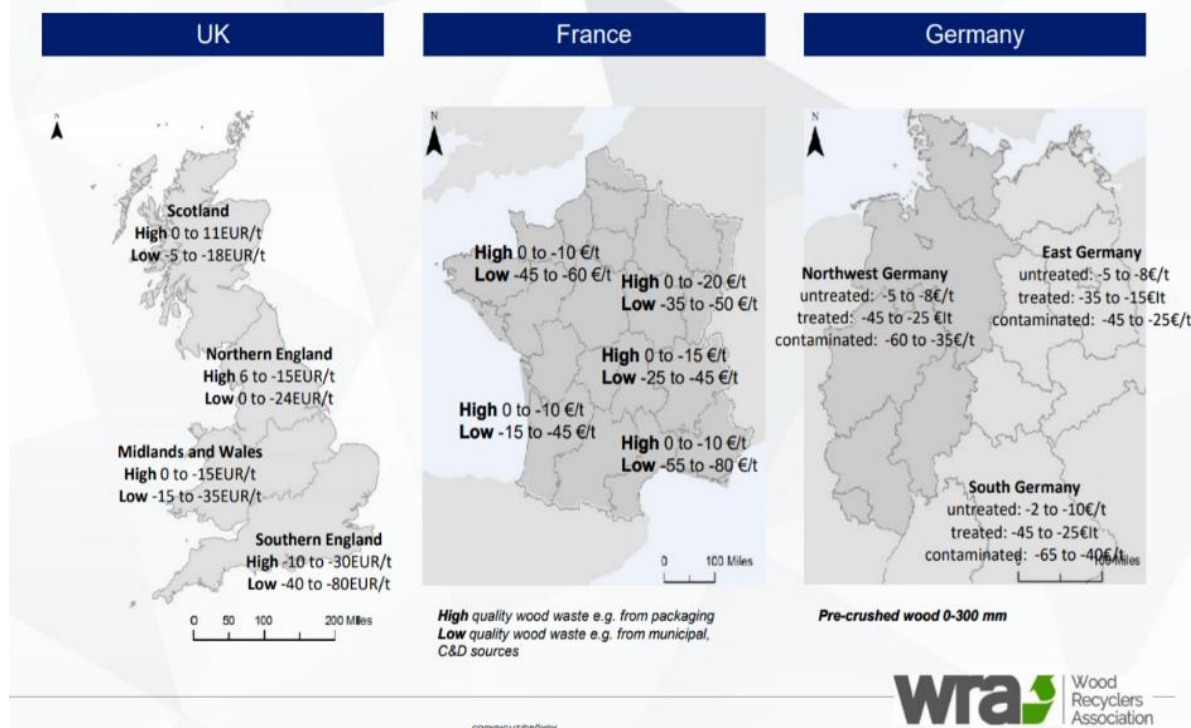 UK
France
Germany
N
Scotland
High 0 to 11EUR/t
Low -5 to -18EUR/t
Northern England
High 6 to -15EUR/t
Low 0 to -24EUR/t
Midlands and Wales
High 0 to -15EUR/t
Low -15 to -35EUR/t
Southern England
High -10 to -30EUR/t
Low -40 to -80EUR/t
0 50 100 200 Miles
N
High 0 to -10 €/t
Low -45 to -60 €/t
High 0 to -20 €/t
Low -35 to -50 €/t
High 0 to -15 €/t
Low -25 to -45 €/t
High 0 to -10 €/t
Low -15 to -45 €/t
High 0 to -10 €/t
Low -55 to -80 €/t
0 100 Miles
High quality wood waste e.g. from packaging
Low quality wood waste e.g. from municipal,
C&D sources
N
Northwest Germany
untreated: -5 to -8€/t
treated: -45 to -25 €lt
contaminated: -60 to -35€/t
East Germany
untreated: -5 to -8€/t
treated: -35 to -15€lt
contaminated: -45 to -25€/t
South Germany
untreated: -2 to -10€/t
treated: -45 to -25€lt
contaminated: -65 to -40€/t
0 100 Miles
Pre-crushed wood 0-300 mm
wra
Wood
Recyclers
Association